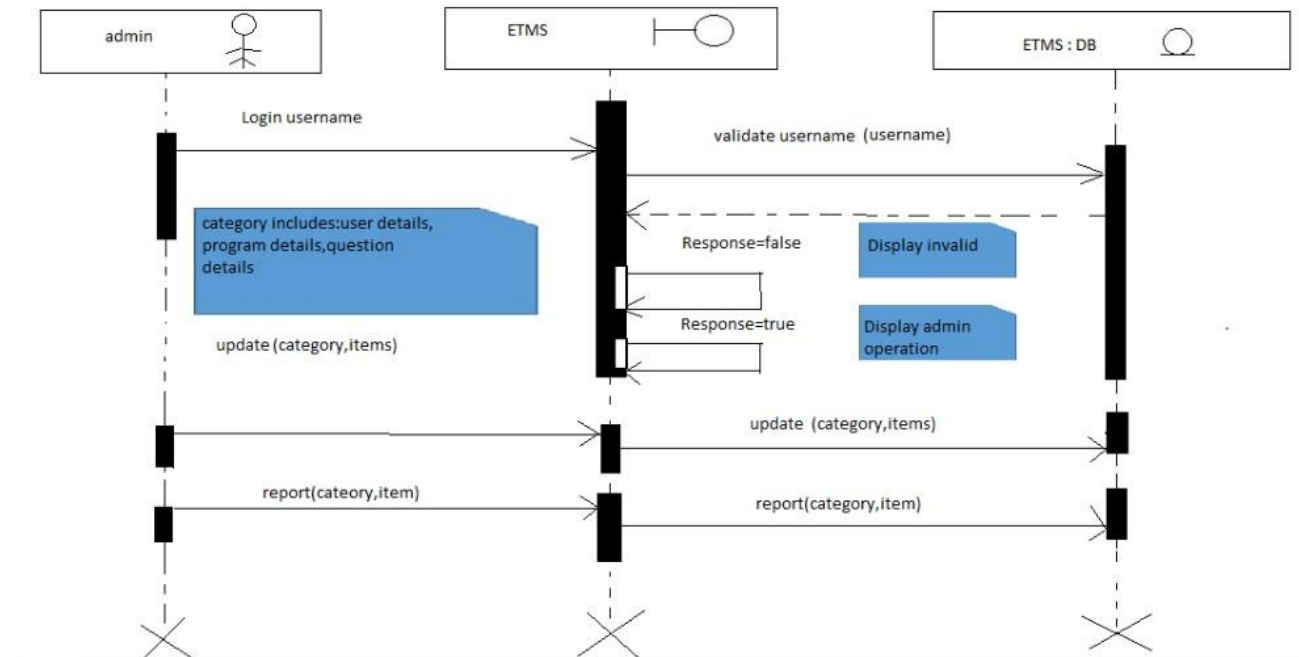 admin
ETMS
ETMS : DB
Login username
validate username (username)
category includes:user details,
program details,question
details
Response=false
Display invalid
Response=true
Display admin
operation
update (category,items)
update (category,items)
report(cateory,item)
report(category,item)